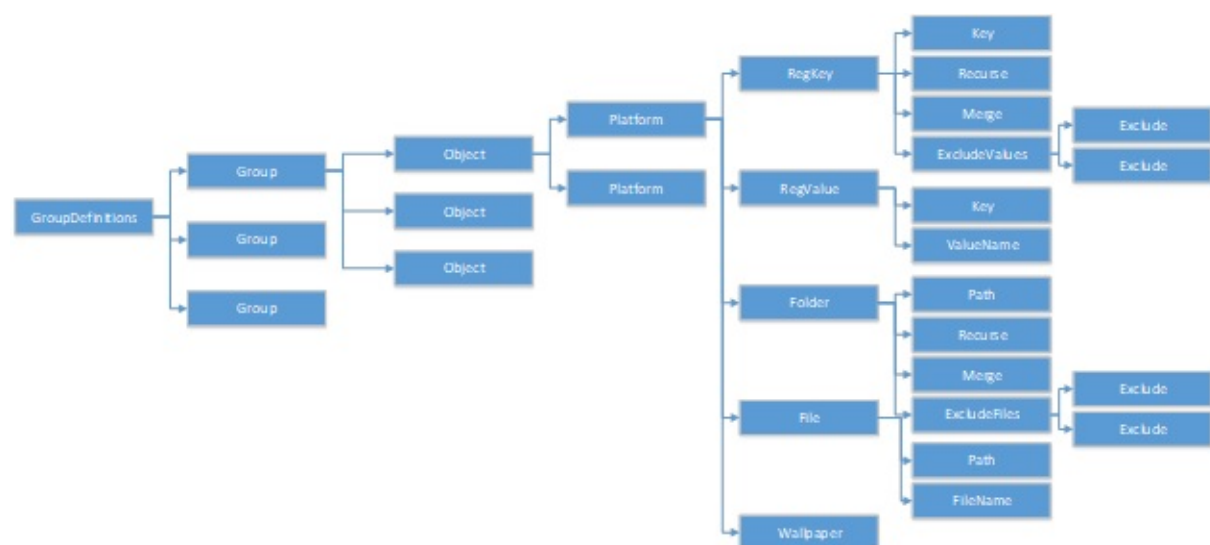 GroupDefinitions
Group
Group
Group
Object
Object
Object
Platform
Platform
RegKey
Key
Recurse
Merge
ExcludeValues
Exclude
Exclude
RegValue
Key
ValueName
Folder
Path
Recurse
Merge
ExcludeFiles
Exclude
Exclude
File
Path
FileName
Wallpaper